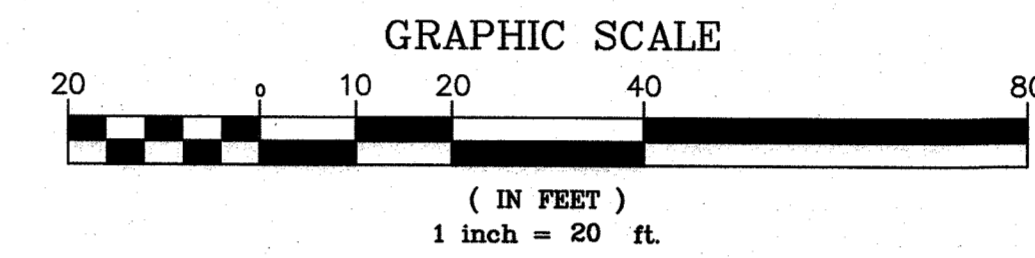 GRAPHIC SCALE
20 0 10 20 40 80
( IN FEET )
1 inch = 20 ft.